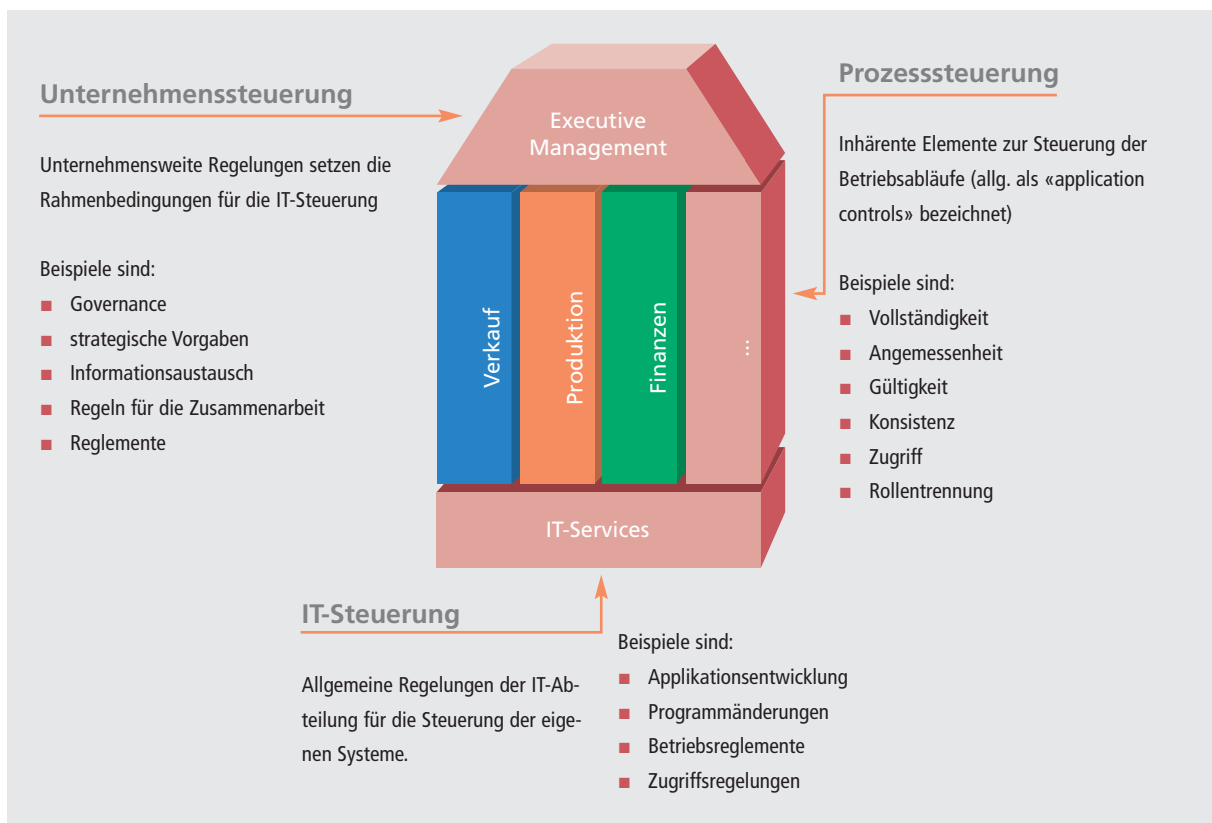 Unternehmenssteuerung
Unternehmensweite Regelungen setzen die
Rahmenbedingungen für die IT-Steuerung
Beispiele sind:
■ Governance
■ strategische Vorgaben
■ Informationsaustausch
■ Regeln für die Zusammenarbeit
■ Reglemente
Executive
Management
Verkauf
Produktion
Finanzen
...
IT-Services
Prozesssteuerung
Inhärente Elemente zur Steuerung der
Betriebsabläufe (allg. als «application
controls» bezeichnet)
Beispiele sind:
■ Vollständigkeit
■ Angemessenheit
■ Gültigkeit
■ Konsistenz
■ Zugriff
■ Rollentrennung
IT-Steuerung
Allgemeine Regelungen der IT-Ab-
teilung für die Steuerung der eige-
nen Systeme.
Beispiele sind:
■ Applikationsentwicklung
■ Programmänderungen
■ Betriebsreglemente
■ Zugriffsregelungen